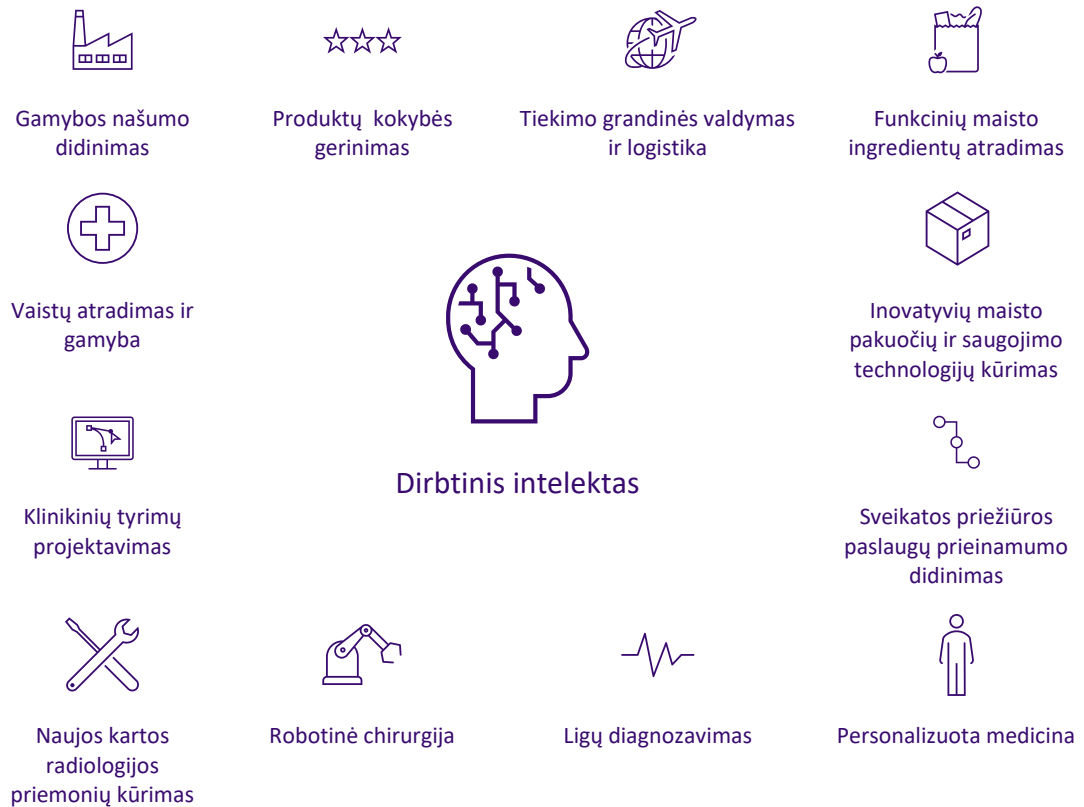 Gamybos našumo
didinimas
Produktų kokybės
gerinimas
Tiekimo grandinės valdymas
ir logistika
Funkcinių maisto
ingredientų atradimas
Vaistų atradimas ir
gamyba
Inovatyvių maisto
pakuočių ir saugojimo
technologijų kūrimas
Dirbtinis intelektas
Klinikinių tyrimų
projektavimas
Sveikatos priežiūros
paslaugų prieinamumo
didinimas
Naujos kartos
radiologijos
priemonių kūrimas
Robotinė chirurgija
Ligų diagnozavimas
Personalizuota medicina